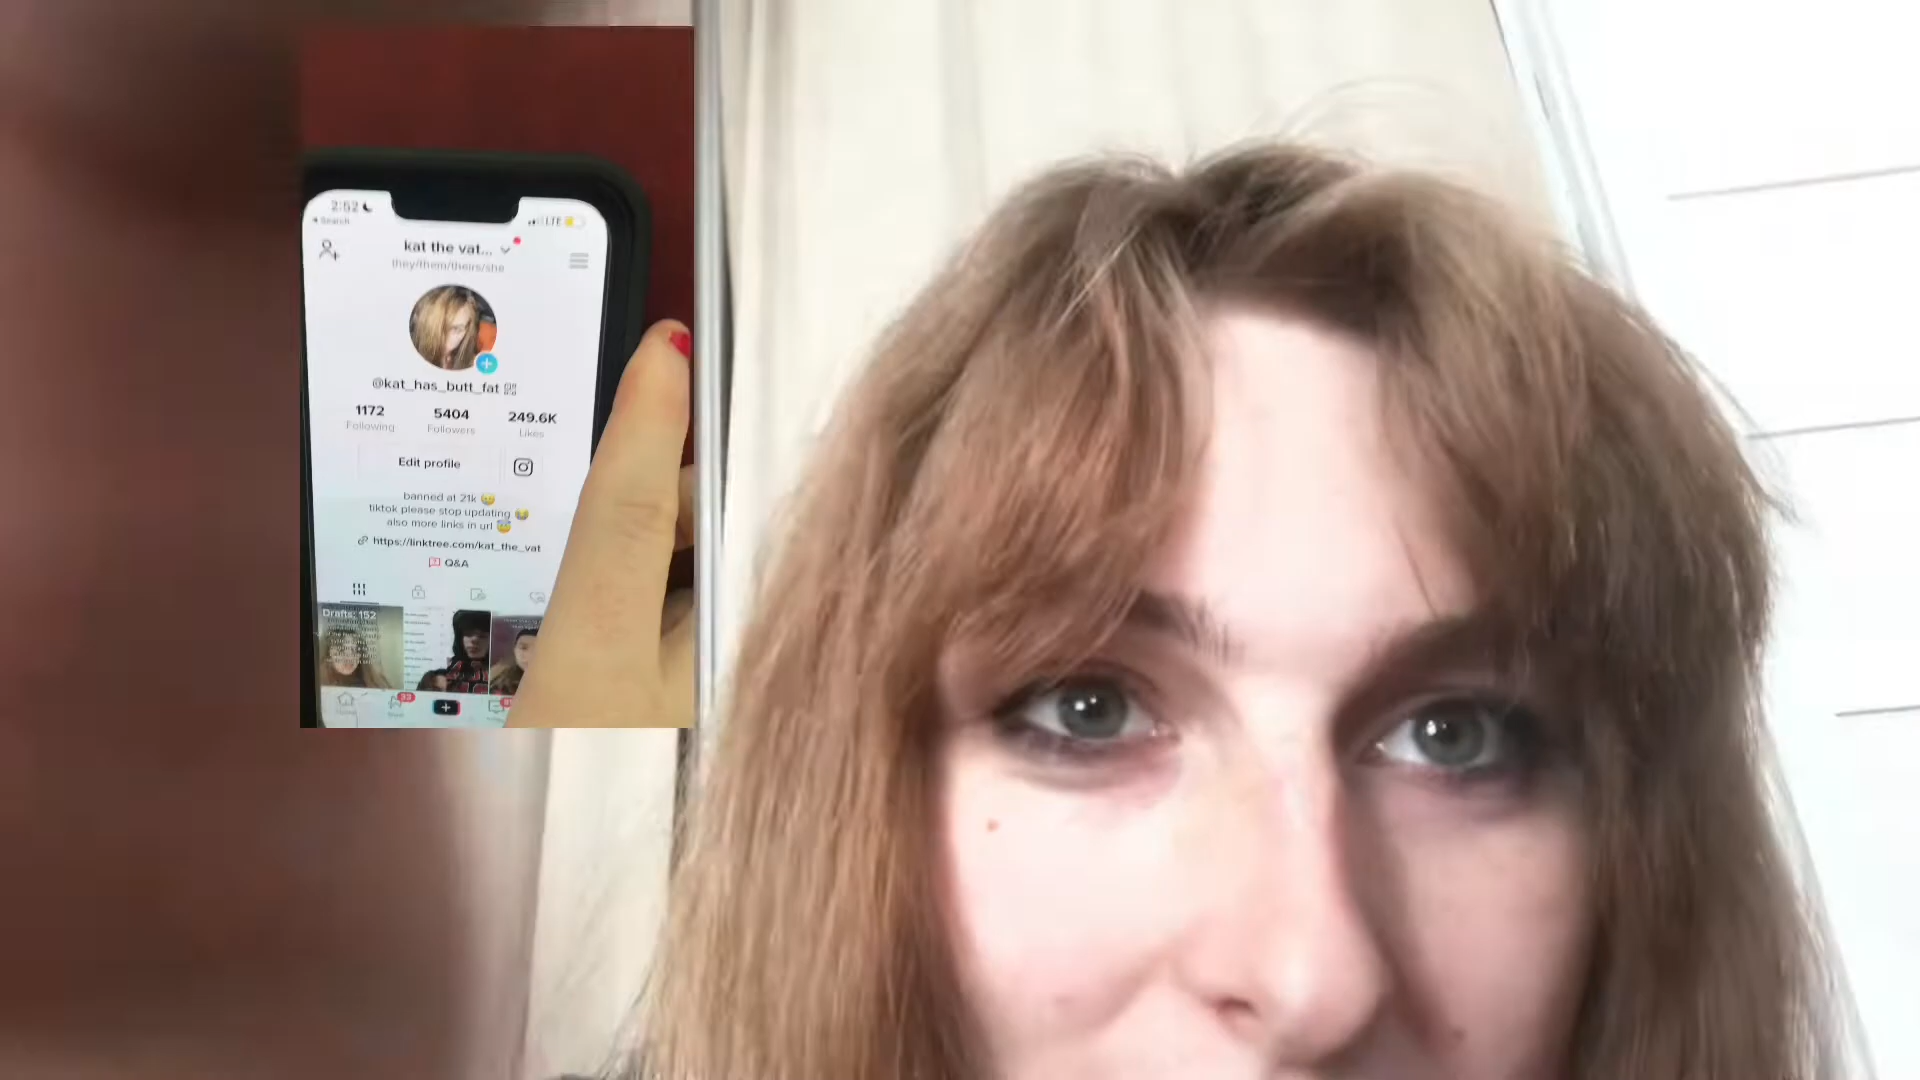 2:52
Search
LTE
kat the vat...
they/them/theirs/she
@kat_has_butt_fat
1172 5404 249.6K
Following Followers Likes
Edit profile
banned at 21k 😀
tiktok please stop updating 😂
also more links in url 😇
https://linktree.com/kat_the_vat
Q&A
Drafts: 152
33